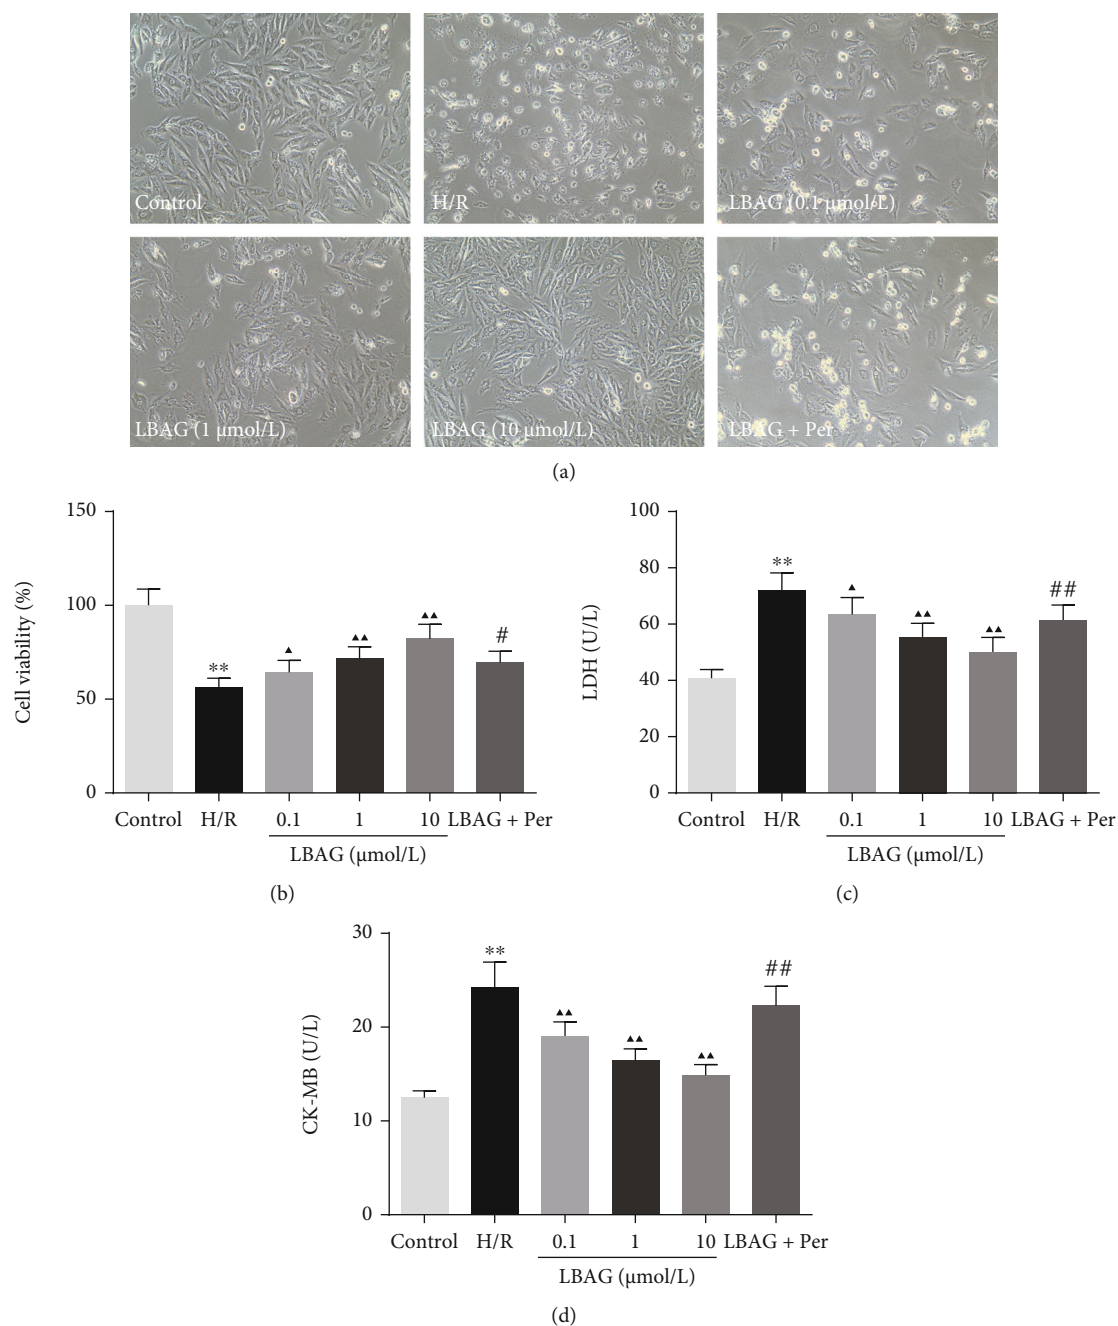 Control
H/R
LBAG (0.1 μmol/L)
LBAG (1 μmol/L)
LBAG (10 μmol/L)
LBAG + Per
(a)
Cell viability (%)
150
100
50
0
**
▲
▲▲
▲▲
#
Control H/R 0.1 1 10 LBAG + Per
LBAG (μmol/L)
(b)
LDH (U/L)
100
80
60
40
20
0
**
▲
▲▲
▲▲
##
Control H/R 0.1 1 10 LBAG + Per
LBAG (μmol/L)
(c)
CK-MB (U/L)
30
20
10
0
**
▲▲
▲▲
▲▲
##
Control H/R 0.1 1 10 LBAG + Per
LBAG (μmol/L)
(d)